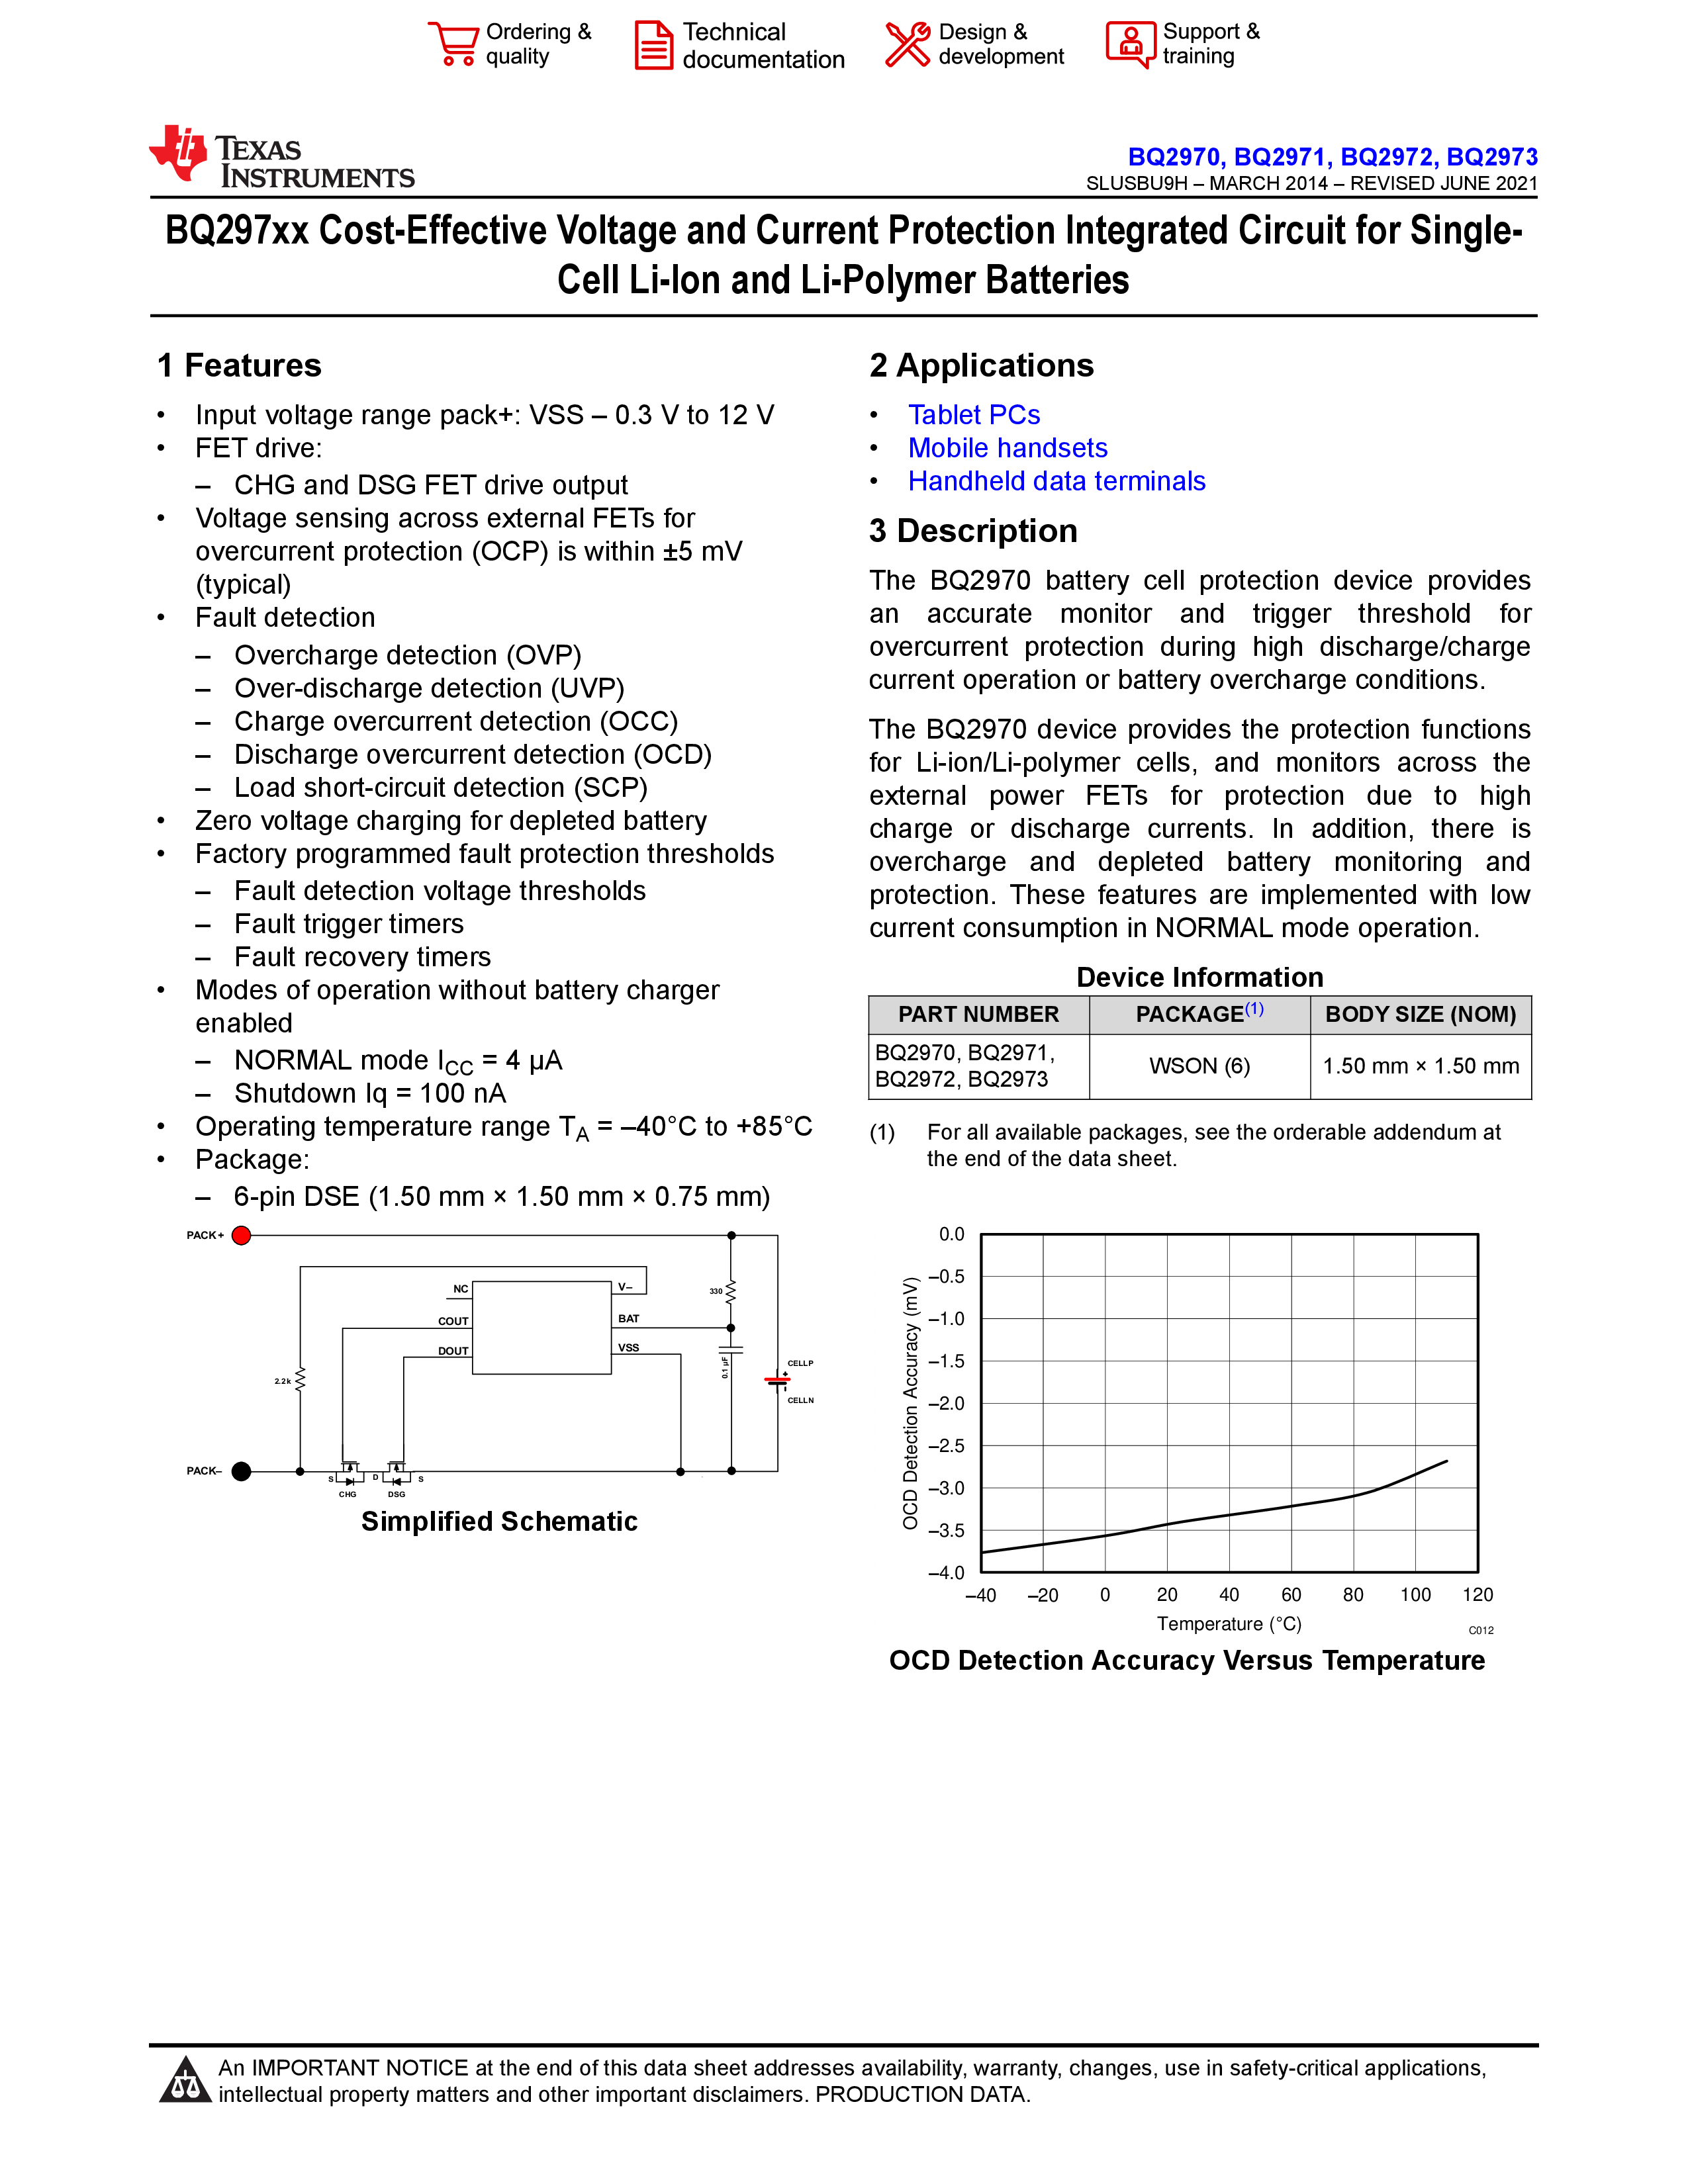 Ordering & quality
Technical documentation
Design & development
Support & training
TEXAS INSTRUMENTS
BQ2970, BQ2971, BQ2972, BQ2973
SLUSBU9H – MARCH 2014 – REVISED JUNE 2021
BQ297xx Cost-Effective Voltage and Current Protection Integrated Circuit for Single-
Cell Li-Ion and Li-Polymer Batteries
1 Features
• Input voltage range pack+: VSS – 0.3 V to 12 V
• FET drive:
– CHG and DSG FET drive output
• Voltage sensing across external FETs for
overcurrent protection (OCP) is within ±5 mV
(typical)
• Fault detection
– Overcharge detection (OVP)
– Over-discharge detection (UVP)
– Charge overcurrent detection (OCC)
– Discharge overcurrent detection (OCD)
– Load short-circuit detection (SCP)
• Zero voltage charging for depleted battery
• Factory programmed fault protection thresholds
– Fault detection voltage thresholds
– Fault trigger timers
– Fault recovery timers
• Modes of operation without battery charger
enabled
– NORMAL mode ICC = 4 µA
– Shutdown Iq = 100 nA
• Operating temperature range TA = –40°C to +85°C
• Package:
– 6-pin DSE (1.50 mm × 1.50 mm × 0.75 mm)
PACK+
NC
V–
330
COUT
BAT
DOUT
VSS
0.1 µF
CELLP
+
-
2.2k
CELLN
PACK–
S
D
S
CHG
DSG
Simplified Schematic
2 Applications
• Tablet PCs
• Mobile handsets
• Handheld data terminals
3 Description
The BQ2970 battery cell protection device provides
an accurate monitor and trigger threshold for
overcurrent protection during high discharge/charge
current operation or battery overcharge conditions.
The BQ2970 device provides the protection functions
for Li-ion/Li-polymer cells, and monitors across the
external power FETs for protection due to high
charge or discharge currents. In addition, there is
overcharge and depleted battery monitoring and
protection. These features are implemented with low
current consumption in NORMAL mode operation.
Device Information
PART NUMBER PACKAGE(1) BODY SIZE (NOM)
BQ2970, BQ2971,
BQ2972, BQ2973
WSON (6) 1.50 mm × 1.50 mm
(1) For all available packages, see the orderable addendum at
the end of the data sheet.
0.0
–0.5
–1.0
–1.5
–2.0
–2.5
–3.0
–3.5
–4.0
OCD Detection Accuracy (mV)
–40 –20 0 20 40 60 80 100 120
Temperature (°C)
C012
OCD Detection Accuracy Versus Temperature
An IMPORTANT NOTICE at the end of this data sheet addresses availability, warranty, changes, use in safety-critical applications,
intellectual property matters and other important disclaimers. PRODUCTION DATA.